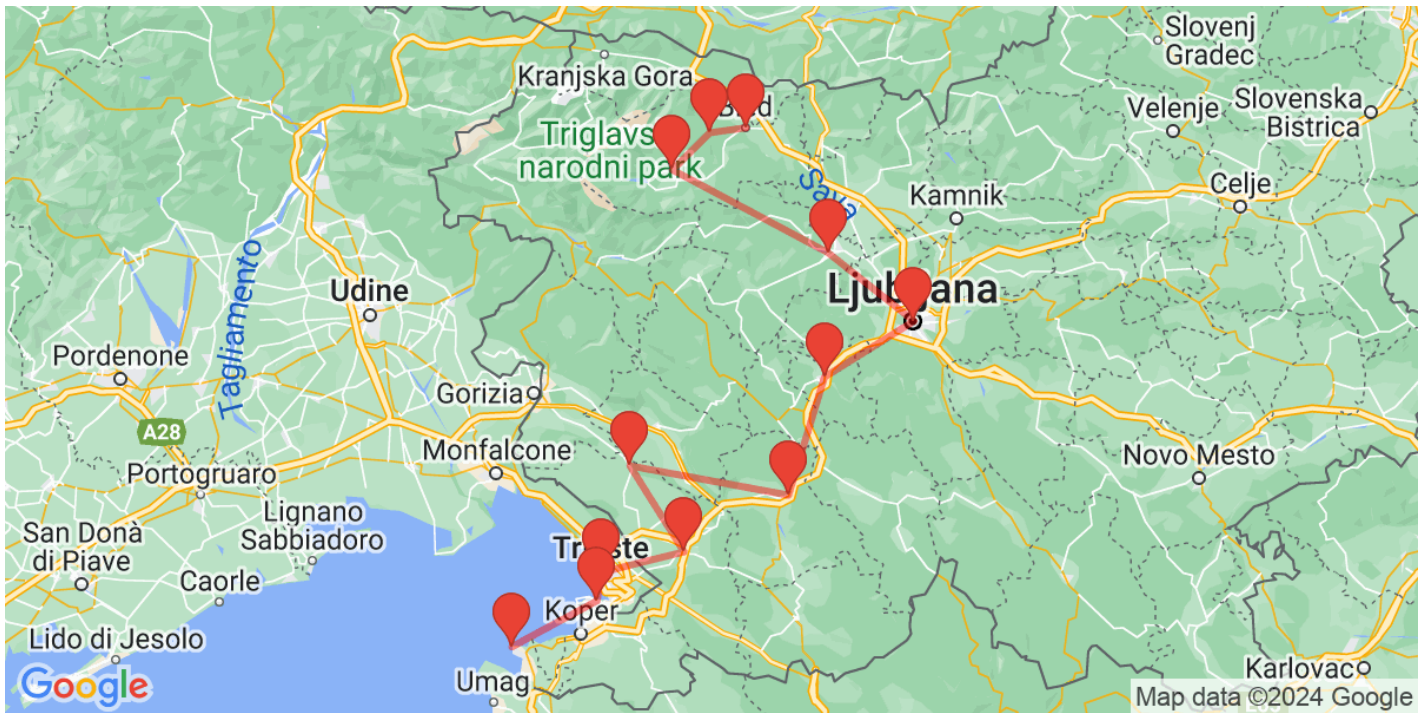 Slovenj
Gradec
Kranjska Gora
Velenje
Slovenska
Bistrica
Triglavs
narodni park
Sava
Kamnik
Celje
Tagliamento
Udine
Pordenone
Gorizia
A28
Monfalcone
Novo Mesto
Portogruaro
Lignano
Sabbiadoro
San Donà
di Piave
Caorle
Koper
Lido di Jesolo
Umag
Karlovac
Google
Map data ©2024 Google